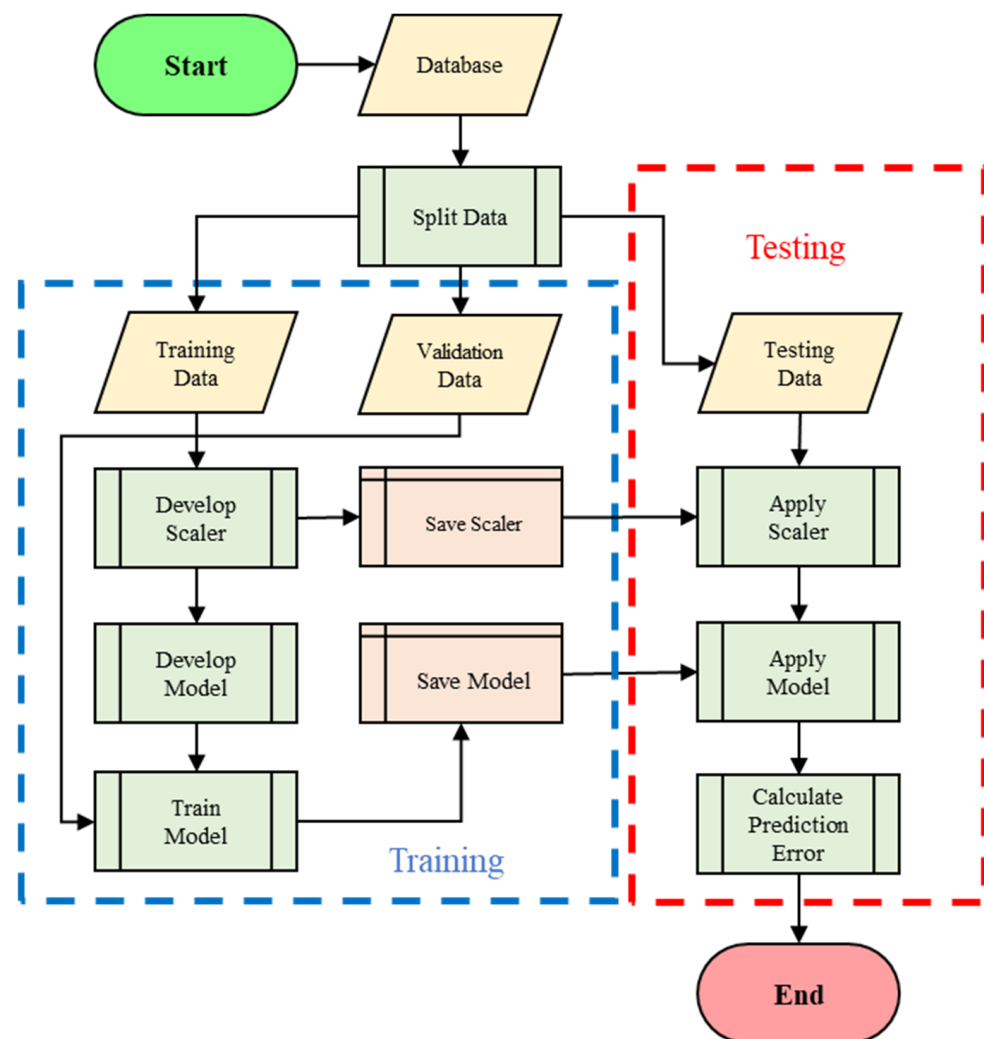 Start
Database
Split Data
Testing
Training
Data
Validation
Data
Testing
Data
Develop
Scaler
Save Scaler
Apply
Scaler
Develop
Model
Save Model
Apply
Model
Train
Model
Calculate
Prediction
Error
Training
End